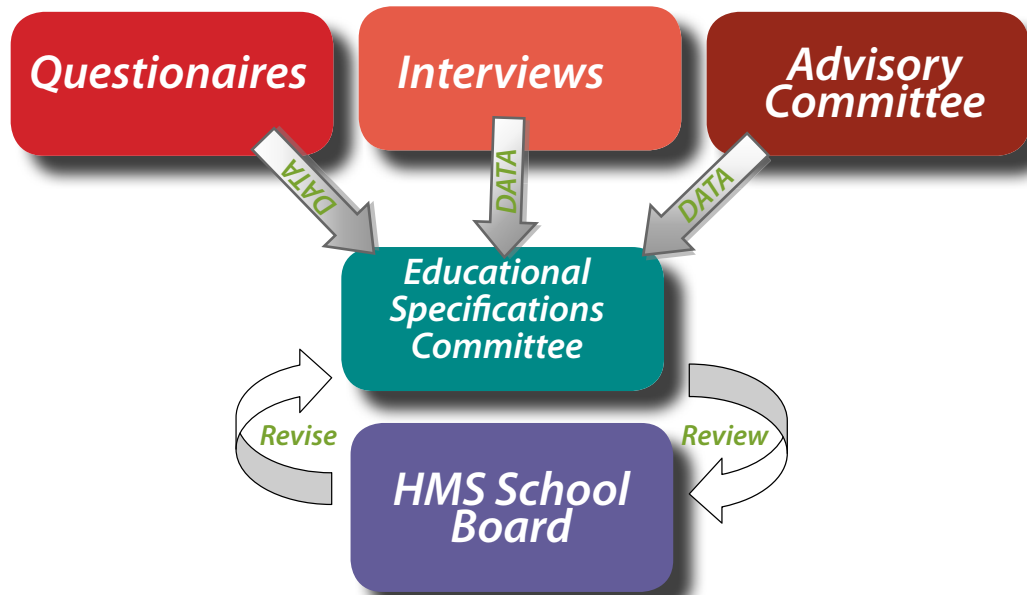 Questionaires
Interviews
Advisory
Committee
DATA
DATA
DATA
Educational
Specifications
Committee
Revise
Review
HMS School
Board